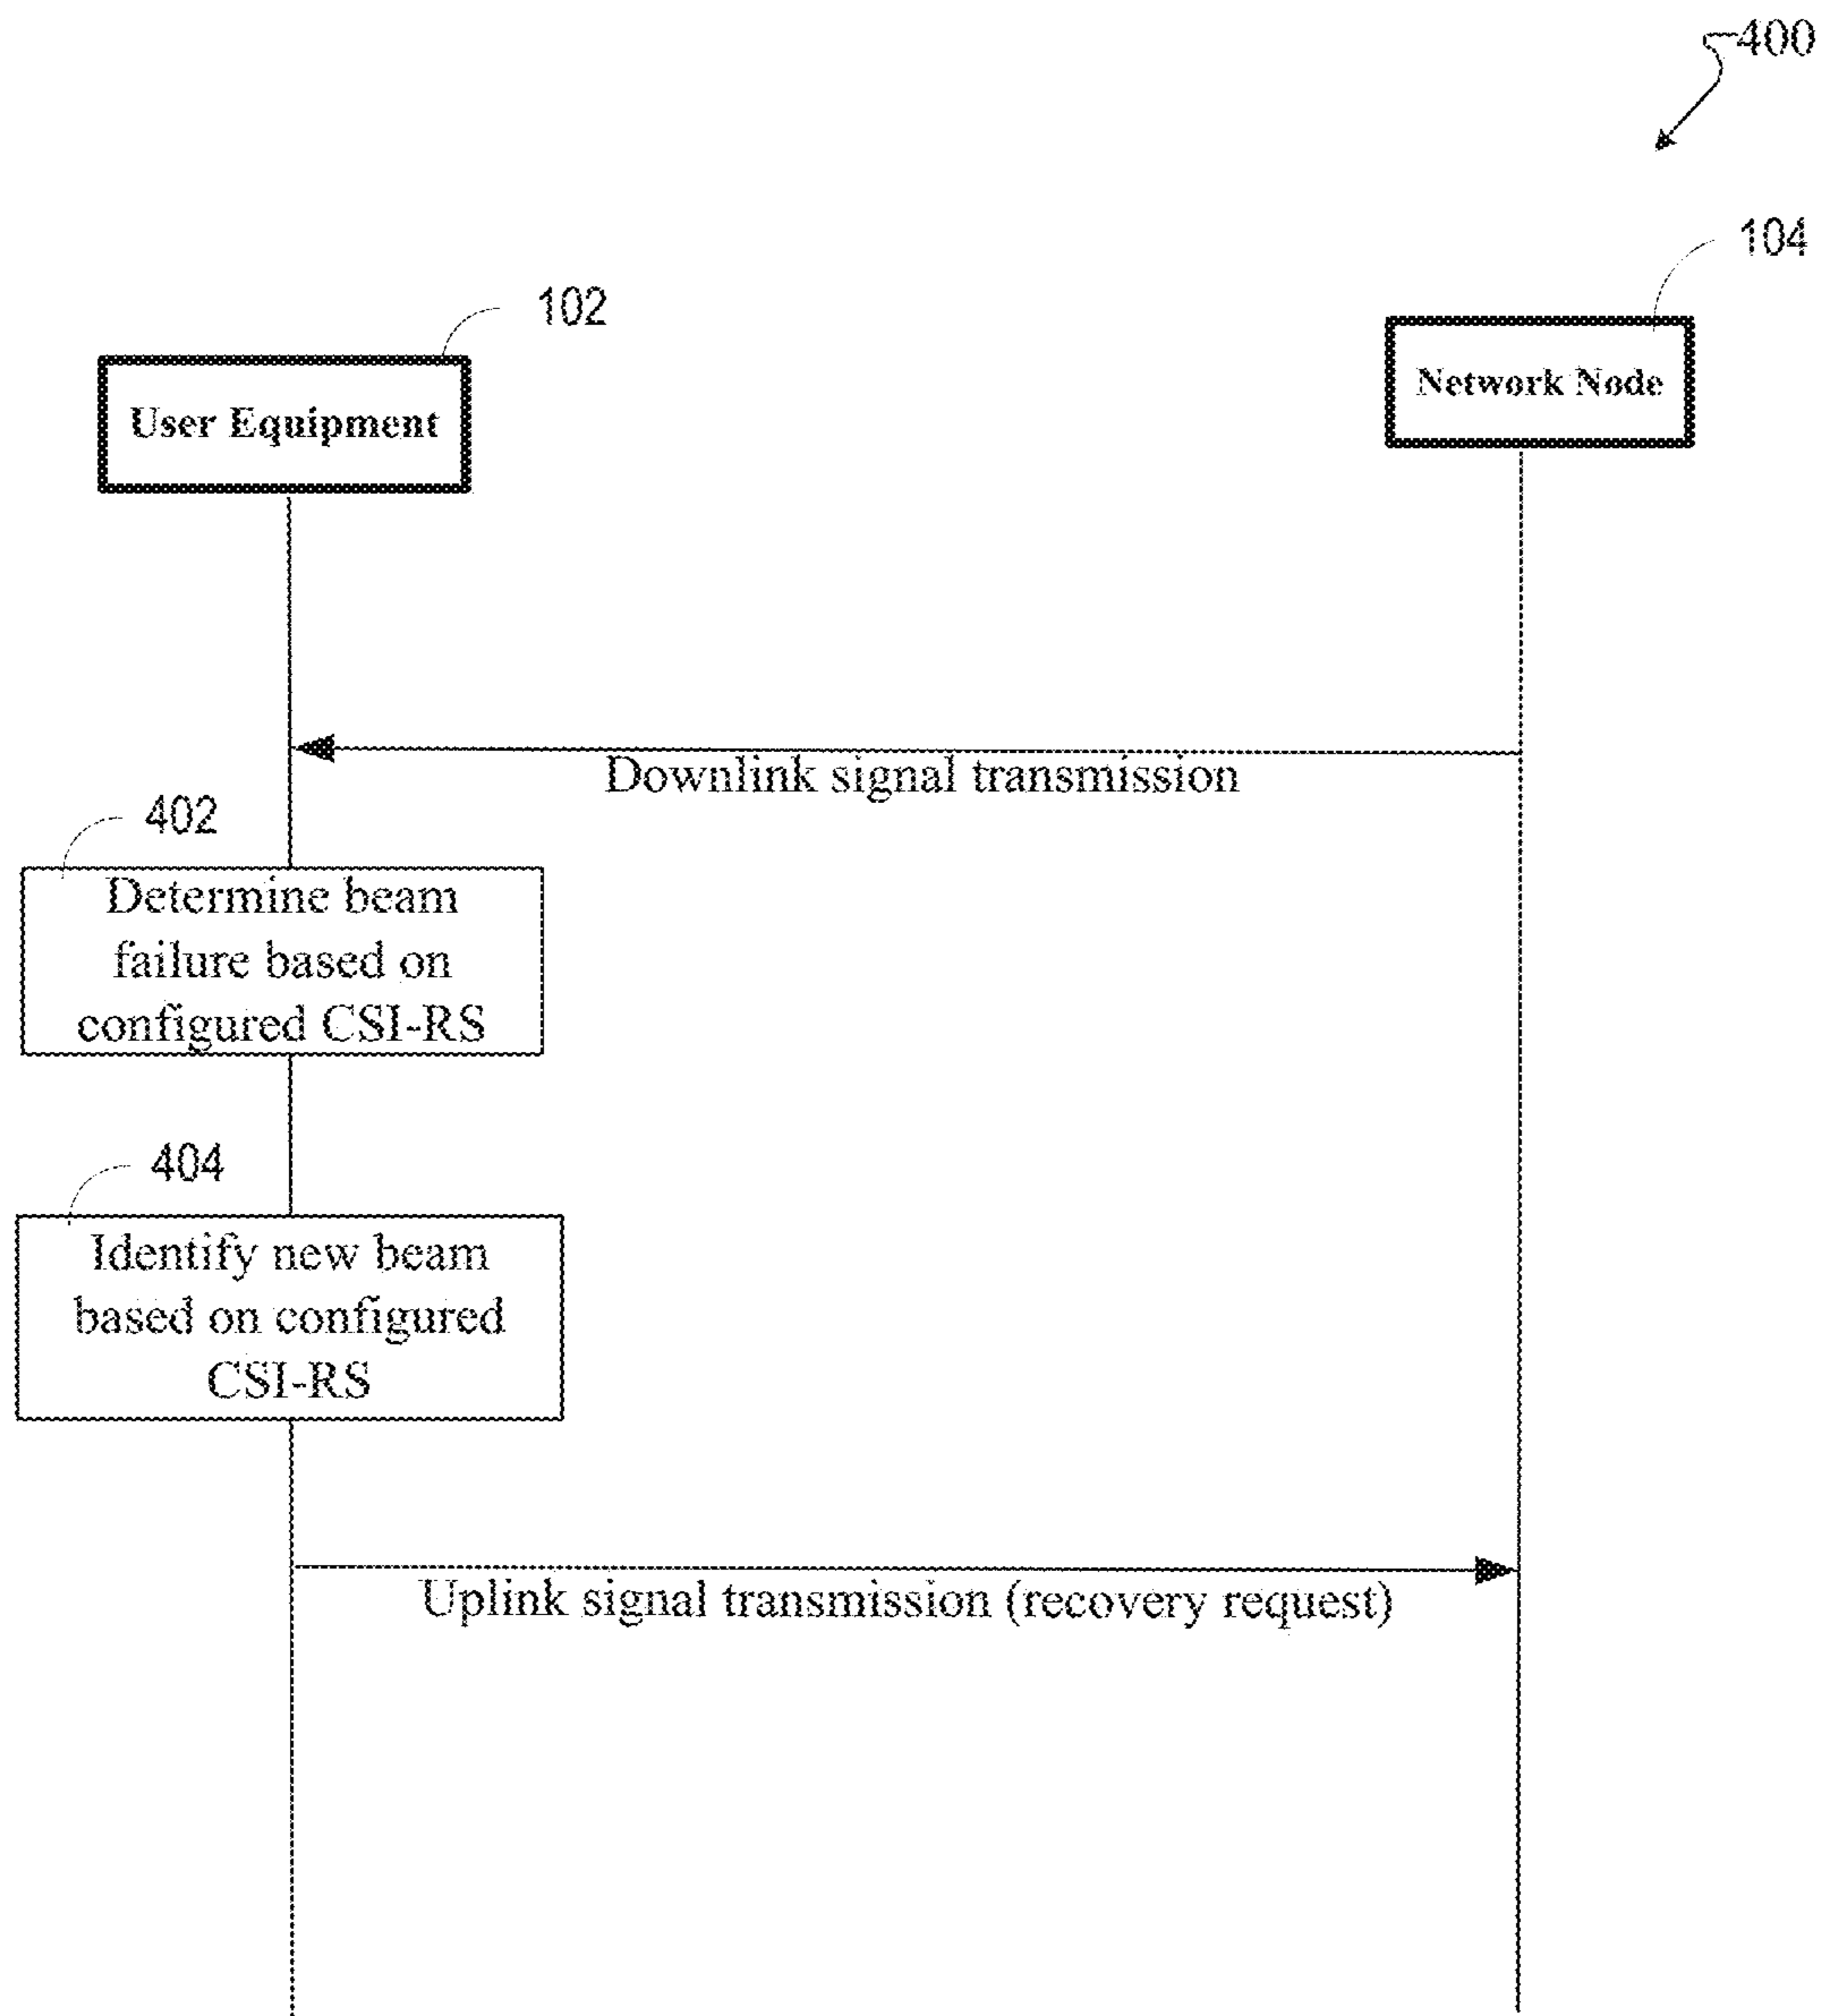 400
104
102
Network Node
User Equipment
Downlink signal transmission
402
Determine beam
failure based on
configured CSI-RS
404
Identify new beam
based on configured
CSI-RS
Uplink signal transmission (recovery request)